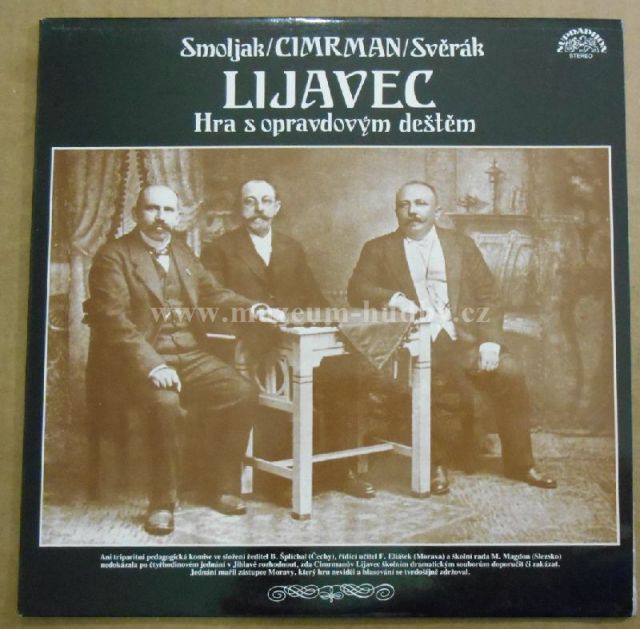 Smoljak/CIMRMAN/Svěrák
SUPRAPHON
STEREO
LIJAVEC
Hra s opravdovým deštěm
www.muzeum-hudby.cz
Ani tripartitní pedagogická komise ve složení ředitel B. Šplíchal (Čechy), řídící učitel F. Eliášek (Morava) a školní rada M. Magdon (Slezsko)
nedokázala po čtyřhodinovém jednání v Jihlavě rozhodnout, zda Cimrmanův Lijavec školním dramatickým souborům doporučit či zakázat.
Jednání mařil zástupce Moravy, který hru neviděl a hlasování se tvrdošíjně zdržoval.